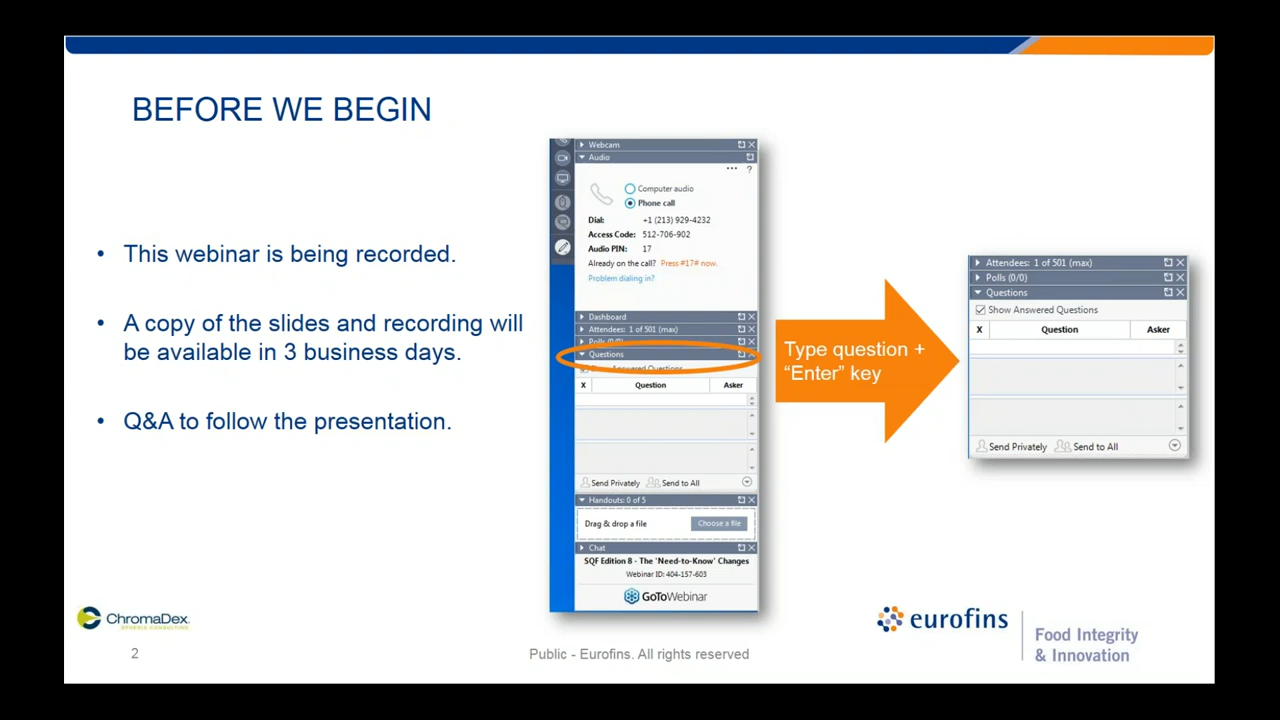 BEFORE WE BEGIN
• This webinar is being recorded.
• A copy of the slides and recording will
be available in 3 business days.
• Q&A to follow the presentation.
Webcam
Audio
... ?
Computer audio
Phone call
Dial: +1 (213) 929-4232
Access Code: 512-706-902
Audio PIN: 17
Already on the call? Press #17# now.
Problem dialing in?
Dashboard
Attendees: 1 of 501 (max)
Polls (0/0)
Questions
Show Answered Questions
X Question Asker
Send Privately Send to All
Handouts: 0 of 5
Drag & drop a file Choose a file
Chat
SQF Edition 8 - The 'Need-to-Know' Changes
Webinar ID: 404-157-603
GoToWebinar
Type question +
“Enter” key
Attendees: 1 of 501 (max)
Polls (0/0)
Questions
Show Answered Questions
X Question Asker
Send Privately Send to All
ChromaDex
eurofins
Food Integrity
& Innovation
2
Public - Eurofins. All rights reserved